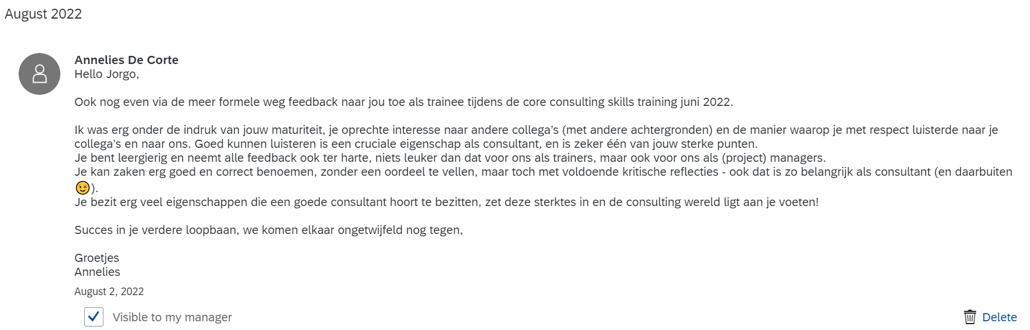 August 2022
Annelies De Corte
Hello Jorgo,
Ook nog even via de meer formele weg feedback naar jou toe als trainee tijdens de core consulting skills training juni 2022.
Ik was erg onder de indruk van jouw maturiteit, je oprechte interesse naar andere collega's (met andere achtergronden) en de manier waarop je met respect luisterde naar je
collega's en naar ons. Goed kunnen luisteren is een cruciale eigenschap als consultant, en is zeker één van jouw sterke punten.
Je bent leergierig en neemt alle feedback ook ter harte, niets leuker dan dat voor ons als trainers, maar ook voor ons als (project) managers.
Je kan zaken erg goed en correct benoemen, zonder een oordeel te vellen, maar toch met voldoende kritische reflecties - ook dat is zo belangrijk als consultant (en daarbuiten
😉).
Je bezit erg veel eigenschappen die een goede consultant hoort te bezitten, zet deze sterktes in en de consulting wereld ligt aan je voeten!
Succes in je verdere loopbaan, we komen elkaar ongetwijfeld nog tegen,
Groetjes
Annelies
August 2, 2022
Visible to my manager
Delete